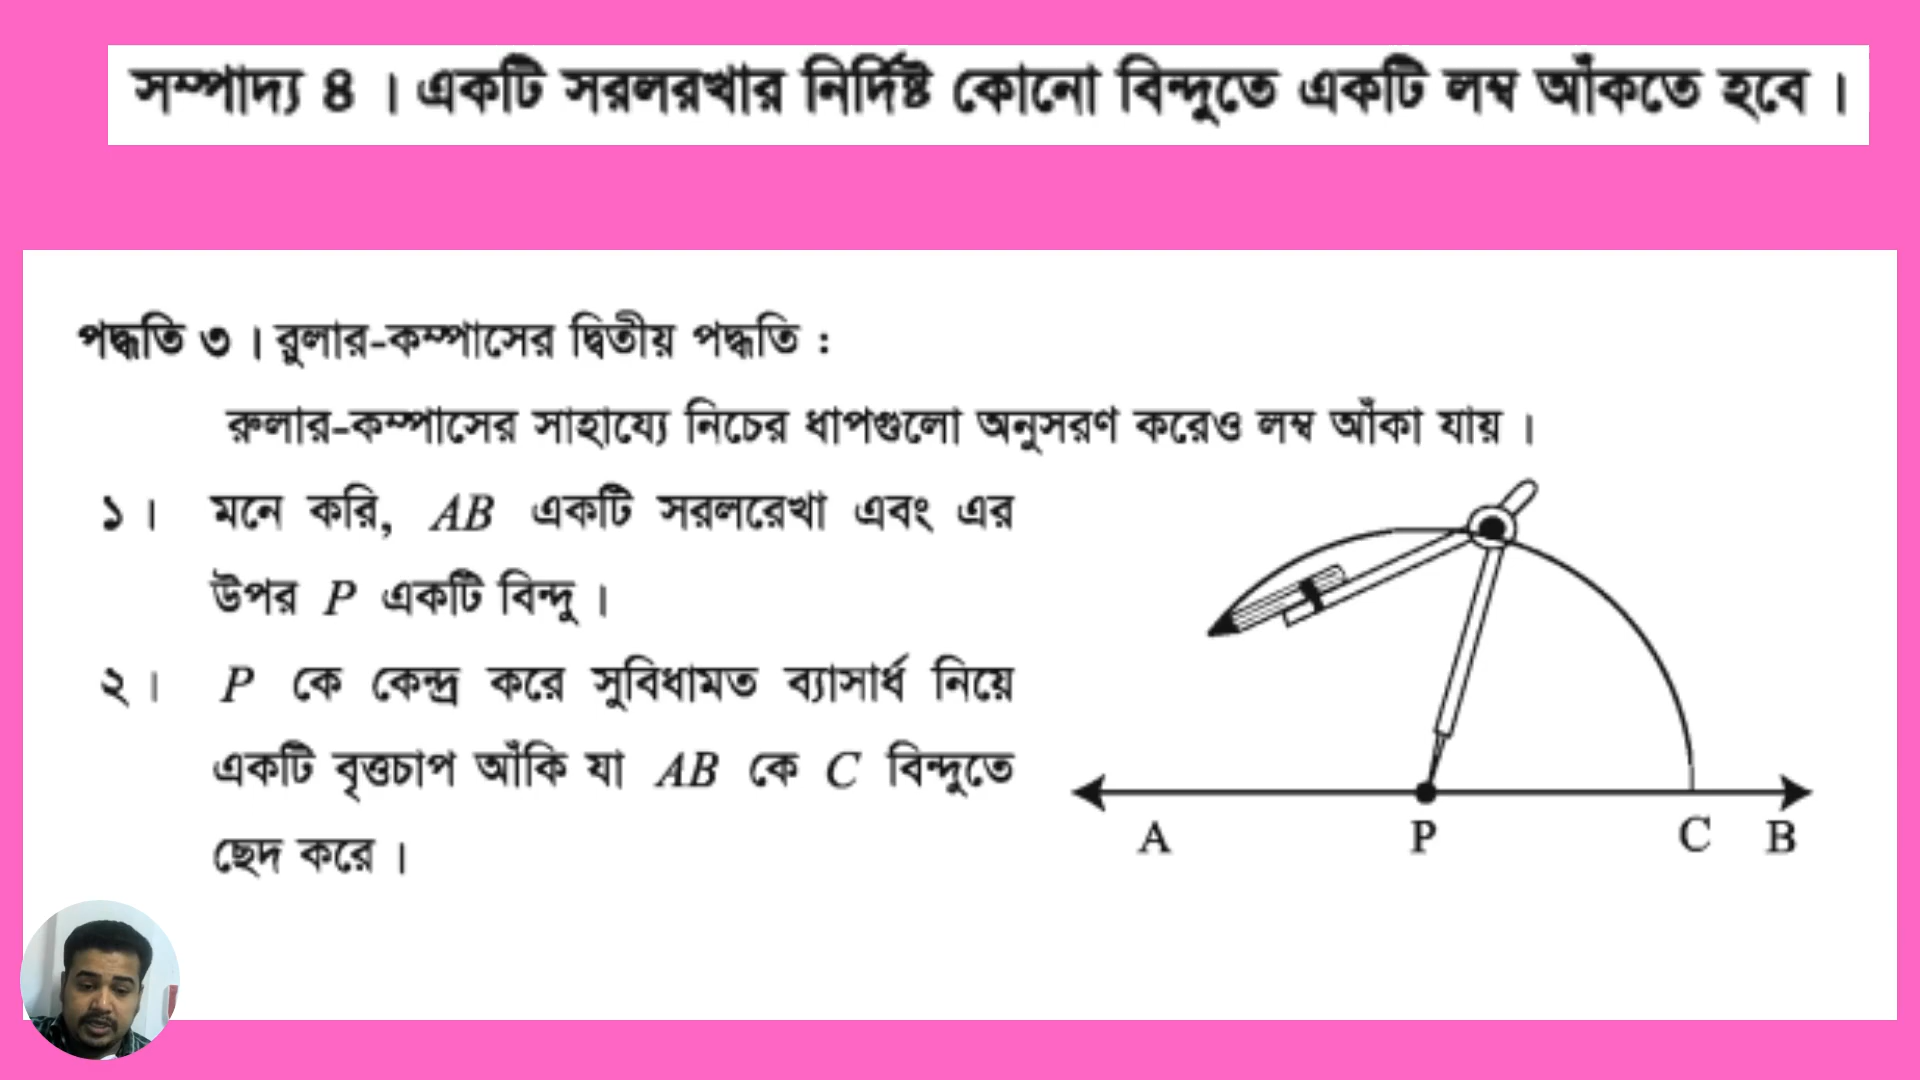 সম্পাদ্য ৪ । একটি সরলরখার নির্দিষ্ট কোনো বিন্দুতে একটি লম্ব আঁকতে হবে ।
পদ্ধতি ৩ । রুলার-কম্পাসের দ্বিতীয় পদ্ধতি :
রুলার-কম্পাসের সাহায্যে নিচের ধাপগুলো অনুসরণ করেও লম্ব আঁকা যায় ।
১ । মনে করি, AB একটি সরলরেখা এবং এর
উপর P একটি বিন্দু ।
২ । P কে কেন্দ্র করে সুবিধামত ব্যাসার্ধ নিয়ে
একটি বৃত্তচাপ আঁকি যা AB কে C বিন্দুতে
ছেদ করে ।
A P C B